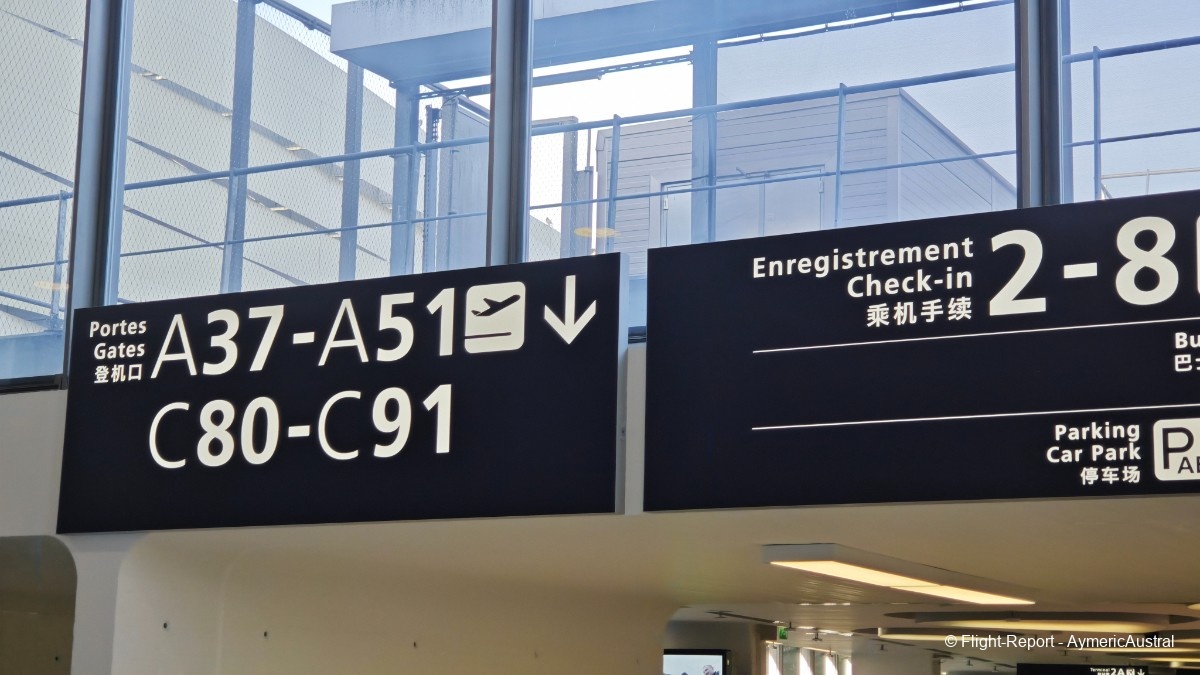 Portes
Gates
登机口
A37-A51
C80-C91
Enregistrement
Check-in
乘机手续
2-8
Parking
Car Park
停车场
P
© Flight-Report - AymericAustral
2A